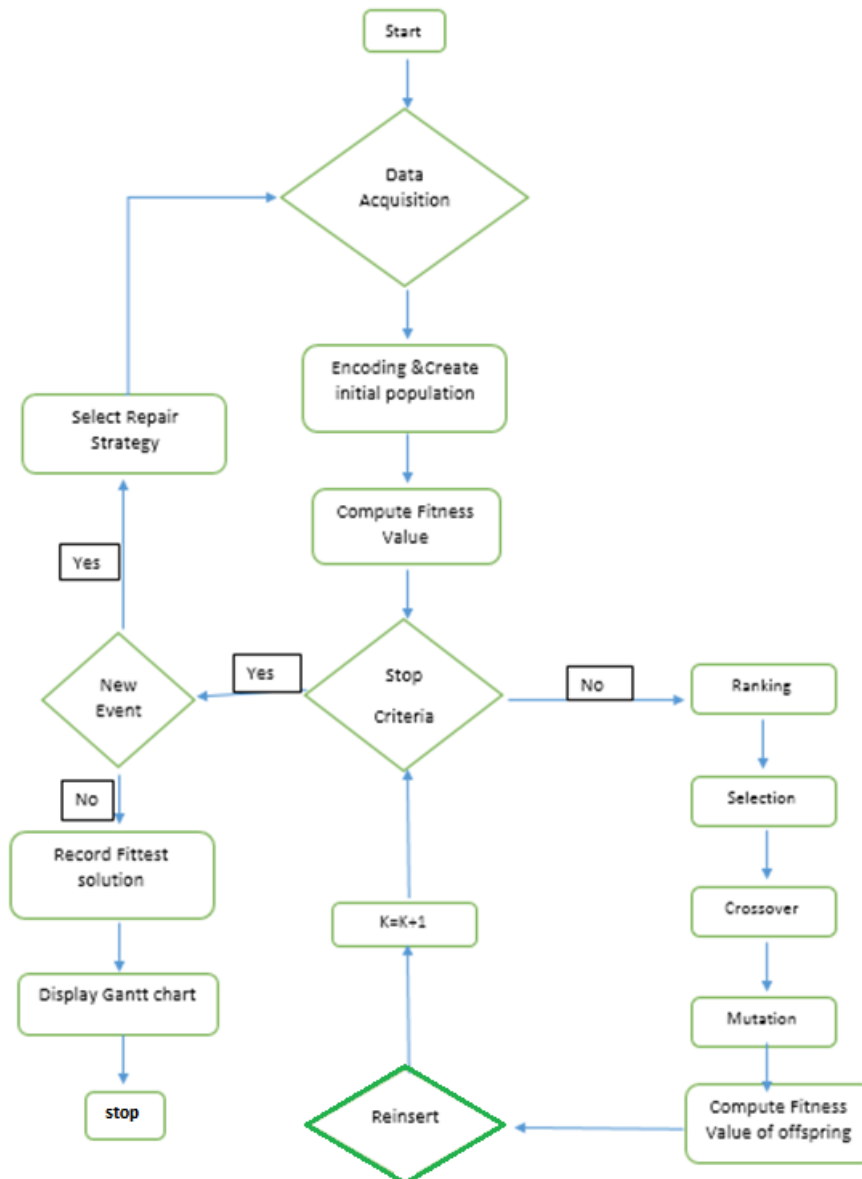 Start
Data
Acquisition
Encoding &Create
initial population
Select Repair
Strategy
Compute Fitness
Value
Yes
New
Event
Yes
Stop
Criteria
No
Ranking
No
Selection
Record Fittest
solution
Crossover
K=K+1
Display Gantt chart
Mutation
stop
Reinsert
Compute Fitness
Value of offspring